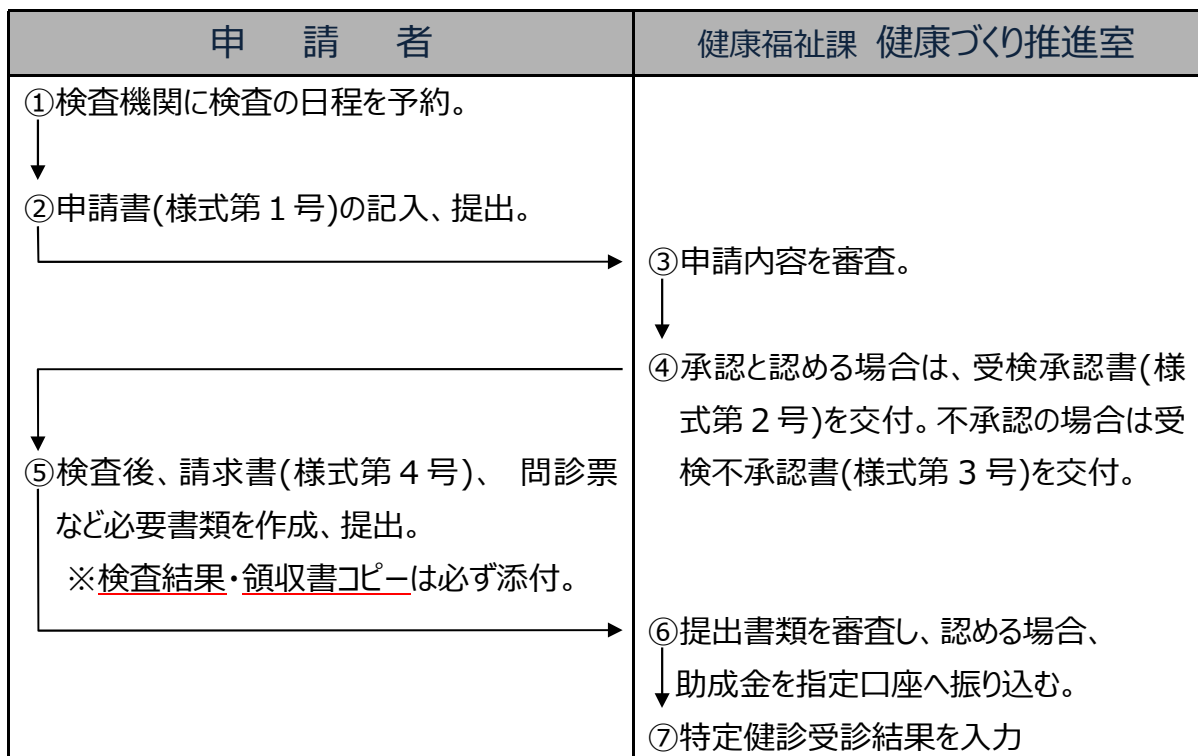 申 請 者
健康福祉課 健康づくり推進室
①検査機関に検査の日程を予約。
②申請書(様式第１号)の記入、提出。
③申請内容を審査。
④承認と認める場合は、受検承認書(様
式第２号)を交付。不承認の場合は受
検不承認書(様式第３号)を交付。
⑤検査後、請求書(様式第４号)、 問診票
など必要書類を作成、提出。
※検査結果・領収書コピーは必ず添付。
⑥提出書類を審査し、認める場合、
助成金を指定口座へ振り込む。
⑦特定健診受診結果を入力